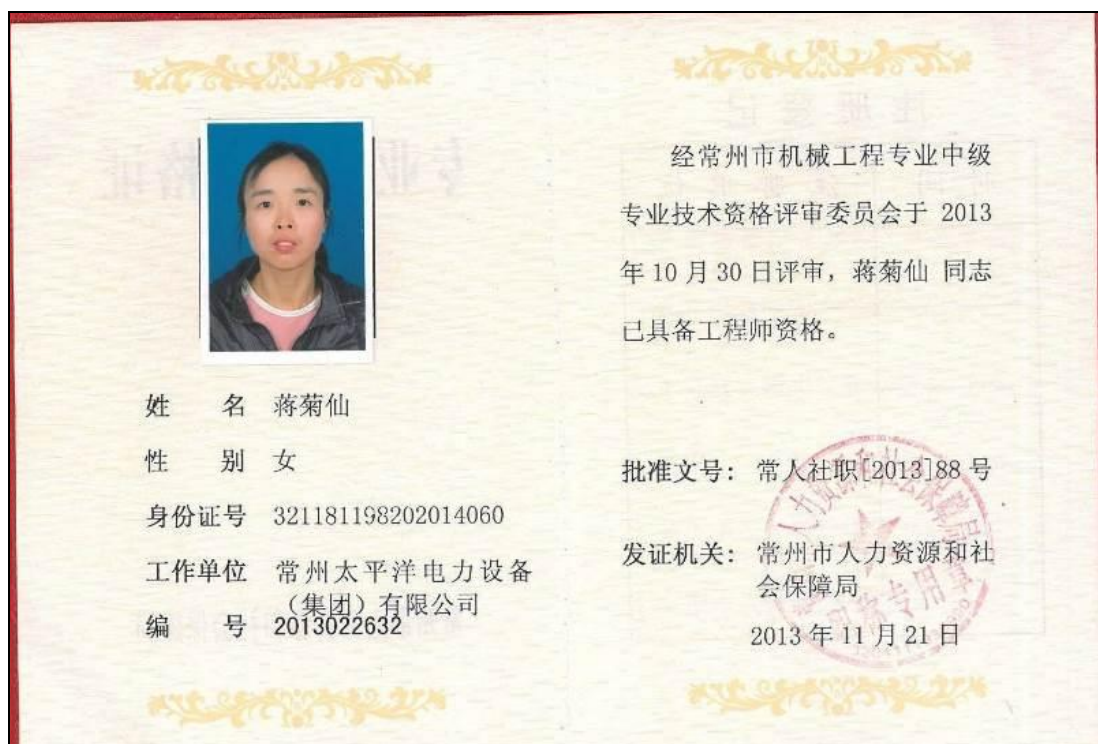 姓 名 蒋菊仙
性 别 女
身份证号 321181198202014060
工作单位 常州太平洋电力设备
（集团）有限公司
编 号 2013022632
经常州市机械工程专业中级
专业技术资格评审委员会于 2013
年 10 月 30 日评审，蒋菊仙 同志
已具备工程师资格。
批准文号：常人社职[2013]88 号
发证机关：常州市人力资源和社
会保障局
2013 年 11 月 21 日